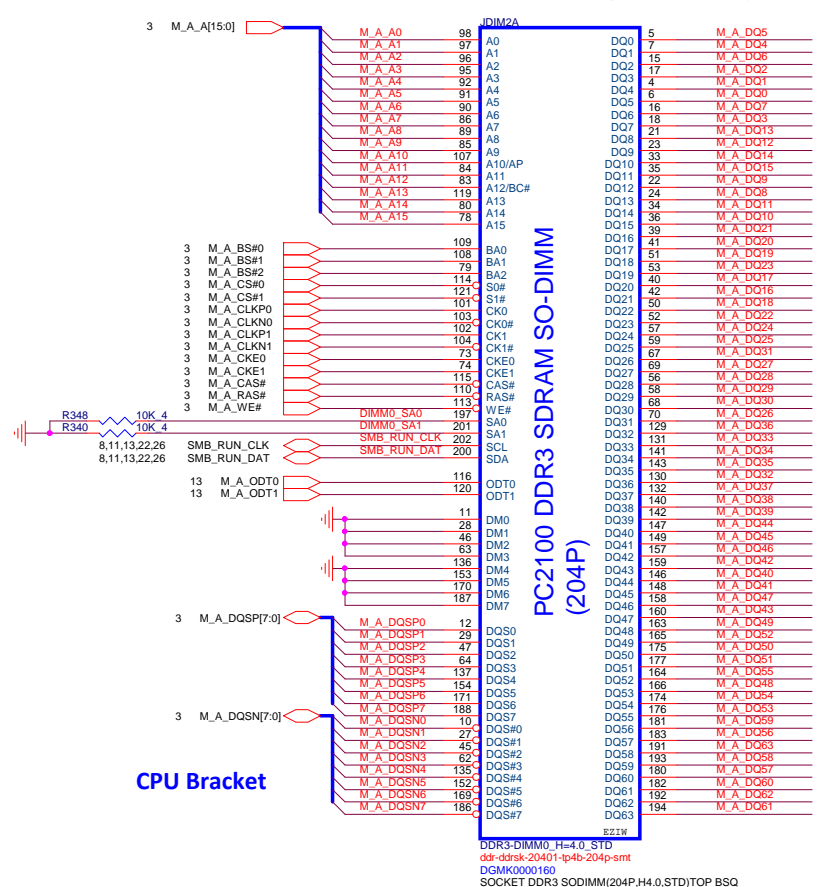 JDIM2A
3 M_A_A[15:0]
M_A_A0 98 A0
M_A_A1 97 A1
M_A_A2 96 A2
M_A_A3 95 A3
M_A_A4 92 A4
M_A_A5 91 A5
M_A_A6 90 A6
M_A_A7 86 A7
M_A_A8 89 A8
M_A_A9 85 A9
M_A_A10 107 A10/AP
M_A_A11 84 A11
M_A_A12 83 A12/BC#
M_A_A13 119 A13
M_A_A14 80 A14
M_A_A15 78 A15
3 M_A_BS#0 109 BA0
3 M_A_BS#1 108 BA1
3 M_A_BS#2 79 BA2
3 M_A_CS#0 114 S0#
3 M_A_CS#1 121 S1#
3 M_A_CLKP0 101 CK0
3 M_A_CLKN0 103 CK0#
3 M_A_CLKP1 102 CK1
3 M_A_CLKN1 104 CK1#
3 M_A_CKE0 73 CKE0
3 M_A_CKE1 74 CKE1
3 M_A_CAS# 115 CAS#
3 M_A_RAS# 110 RAS#
3 M_A_WE# 113 WE#
R348 10K_4 DIMM0_SA0 197 SA0
R340 10K_4 DIMM0_SA1 201 SA1
8,11,13,22,26 SMB_RUN_CLK SMB_RUN_CLK 202 SCL
8,11,13,22,26 SMB_RUN_DAT SMB_RUN_DAT 200 SDA
13 M_A_ODT0 116 ODT0
13 M_A_ODT1 120 ODT1
11 DM0
28 DM1
46 DM2
63 DM3
136 DM4
153 DM5
170 DM6
187 DM7
3 M_A_DQSP[7:0]
M_A_DQSP0 12 DQS0
M_A_DQSP1 29 DQS1
M_A_DQSP2 47 DQS2
M_A_DQSP3 64 DQS3
M_A_DQSP4 137 DQS4
M_A_DQSP5 154 DQS5
M_A_DQSP6 171 DQS6
M_A_DQSP7 188 DQS7
3 M_A_DQSN[7:0]
M_A_DQSN0 10 DQS#0
M_A_DQSN1 27 DQS#1
M_A_DQSN2 45 DQS#2
M_A_DQSN3 62 DQS#3
M_A_DQSN4 135 DQS#4
M_A_DQSN5 152 DQS#5
M_A_DQSN6 169 DQS#6
M_A_DQSN7 186 DQS#7
CPU Bracket
PC2100 DDR3 SDRAM SO-DIMM
(204P)
DQ0 5 M_A_DQ5
DQ1 7 M_A_DQ4
DQ2 15 M_A_DQ6
DQ3 17 M_A_DQ2
DQ4 4 M_A_DQ1
DQ5 6 M_A_DQ0
DQ6 16 M_A_DQ7
DQ7 18 M_A_DQ3
DQ8 21 M_A_DQ13
DQ9 23 M_A_DQ12
DQ10 33 M_A_DQ14
DQ11 35 M_A_DQ15
DQ12 22 M_A_DQ9
DQ13 24 M_A_DQ8
DQ14 34 M_A_DQ11
DQ15 36 M_A_DQ10
DQ16 39 M_A_DQ21
DQ17 41 M_A_DQ20
DQ18 51 M_A_DQ19
DQ19 53 M_A_DQ23
DQ20 40 M_A_DQ17
DQ21 42 M_A_DQ16
DQ22 50 M_A_DQ18
DQ23 52 M_A_DQ22
DQ24 57 M_A_DQ24
DQ25 59 M_A_DQ25
DQ26 67 M_A_DQ31
DQ27 69 M_A_DQ27
DQ28 56 M_A_DQ28
DQ29 58 M_A_DQ29
DQ30 68 M_A_DQ30
DQ31 70 M_A_DQ26
DQ32 129 M_A_DQ36
DQ33 131 M_A_DQ33
DQ34 141 M_A_DQ34
DQ35 143 M_A_DQ35
DQ36 130 M_A_DQ32
DQ37 132 M_A_DQ37
DQ38 140 M_A_DQ38
DQ39 142 M_A_DQ39
DQ40 147 M_A_DQ44
DQ41 149 M_A_DQ45
DQ42 157 M_A_DQ46
DQ43 159 M_A_DQ42
DQ44 146 M_A_DQ40
DQ45 148 M_A_DQ41
DQ46 158 M_A_DQ47
DQ47 160 M_A_DQ43
DQ48 163 M_A_DQ49
DQ49 165 M_A_DQ52
DQ50 175 M_A_DQ50
DQ51 177 M_A_DQ51
DQ52 164 M_A_DQ55
DQ53 166 M_A_DQ48
DQ54 174 M_A_DQ54
DQ55 176 M_A_DQ53
DQ56 181 M_A_DQ59
DQ57 183 M_A_DQ56
DQ58 191 M_A_DQ63
DQ59 193 M_A_DQ58
DQ60 180 M_A_DQ57
DQ61 182 M_A_DQ60
DQ62 192 M_A_DQ62
DQ63 194 M_A_DQ61
EZIW
DDR3-DIMM0_H=4.0_STD
ddr-ddrsk-20401-tp4b-204p-smt
DGMK0000160
SOCKET DDR3 SODIMM(204P,H4.0,STD)TOP BSQ